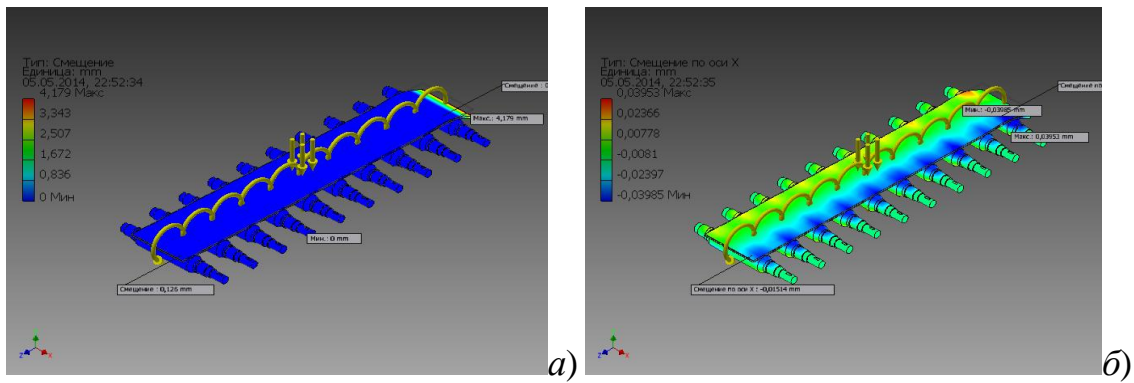 Тип: Смещение
Единица: mm
05.05.2014, 22:52:34
4,179 Макс
3,343
2,507
1,672
0,836
0 Мин
Смещение : 0
Макс.: 4,179 mm
Мин.: 0 mm
Смещение : 0,126 mm
Z
X
а)
Тип: Смещение по оси X
Единица: mm
05.05.2014, 22:52:35
0,03953 Макс
0,02366
0,00778
-0,0081
-0,02397
-0,03985 Мин
Смещение
Мин.: -0,03985 mm
Макс.: 0,03953 mm
Смещение по оси X : -0,01514 mm
Z
X
б)